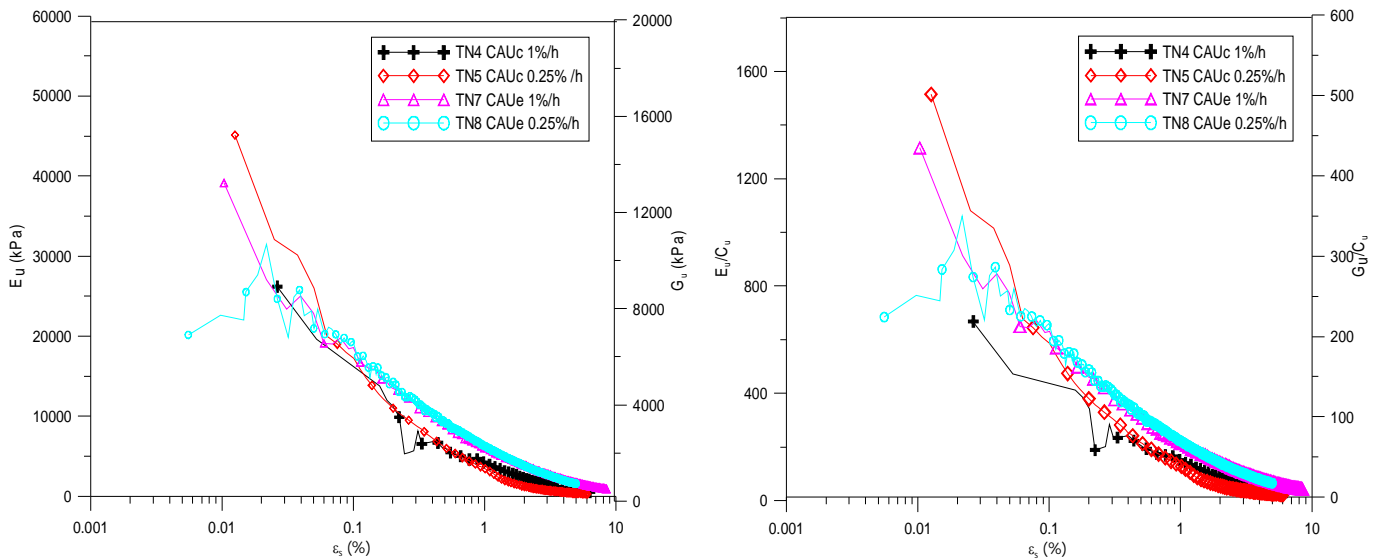 60000
50000
40000
30000
20000
10000
0
E u (kPa)
20000
16000
12000
8000
4000
0
G u (kPa)
TN4 CAUc 1%/h
TN5 CAUc 0.25% /h
TN7 CAUe 1%/h
TN8 CAUe 0.25%/h
0.001
0.01
0.1
1
10
εs (%)
1600
1200
800
400
0
Eu/Cu
600
500
400
300
200
100
0
Gu/Cu
TN4 CAUc 1%/h
TN5 CAUc 0.25%/h
TN7 CAUe 1%/h
TN8 CAUe 0.25%/h
0.001
0.01
0.1
1
10
εs (%)